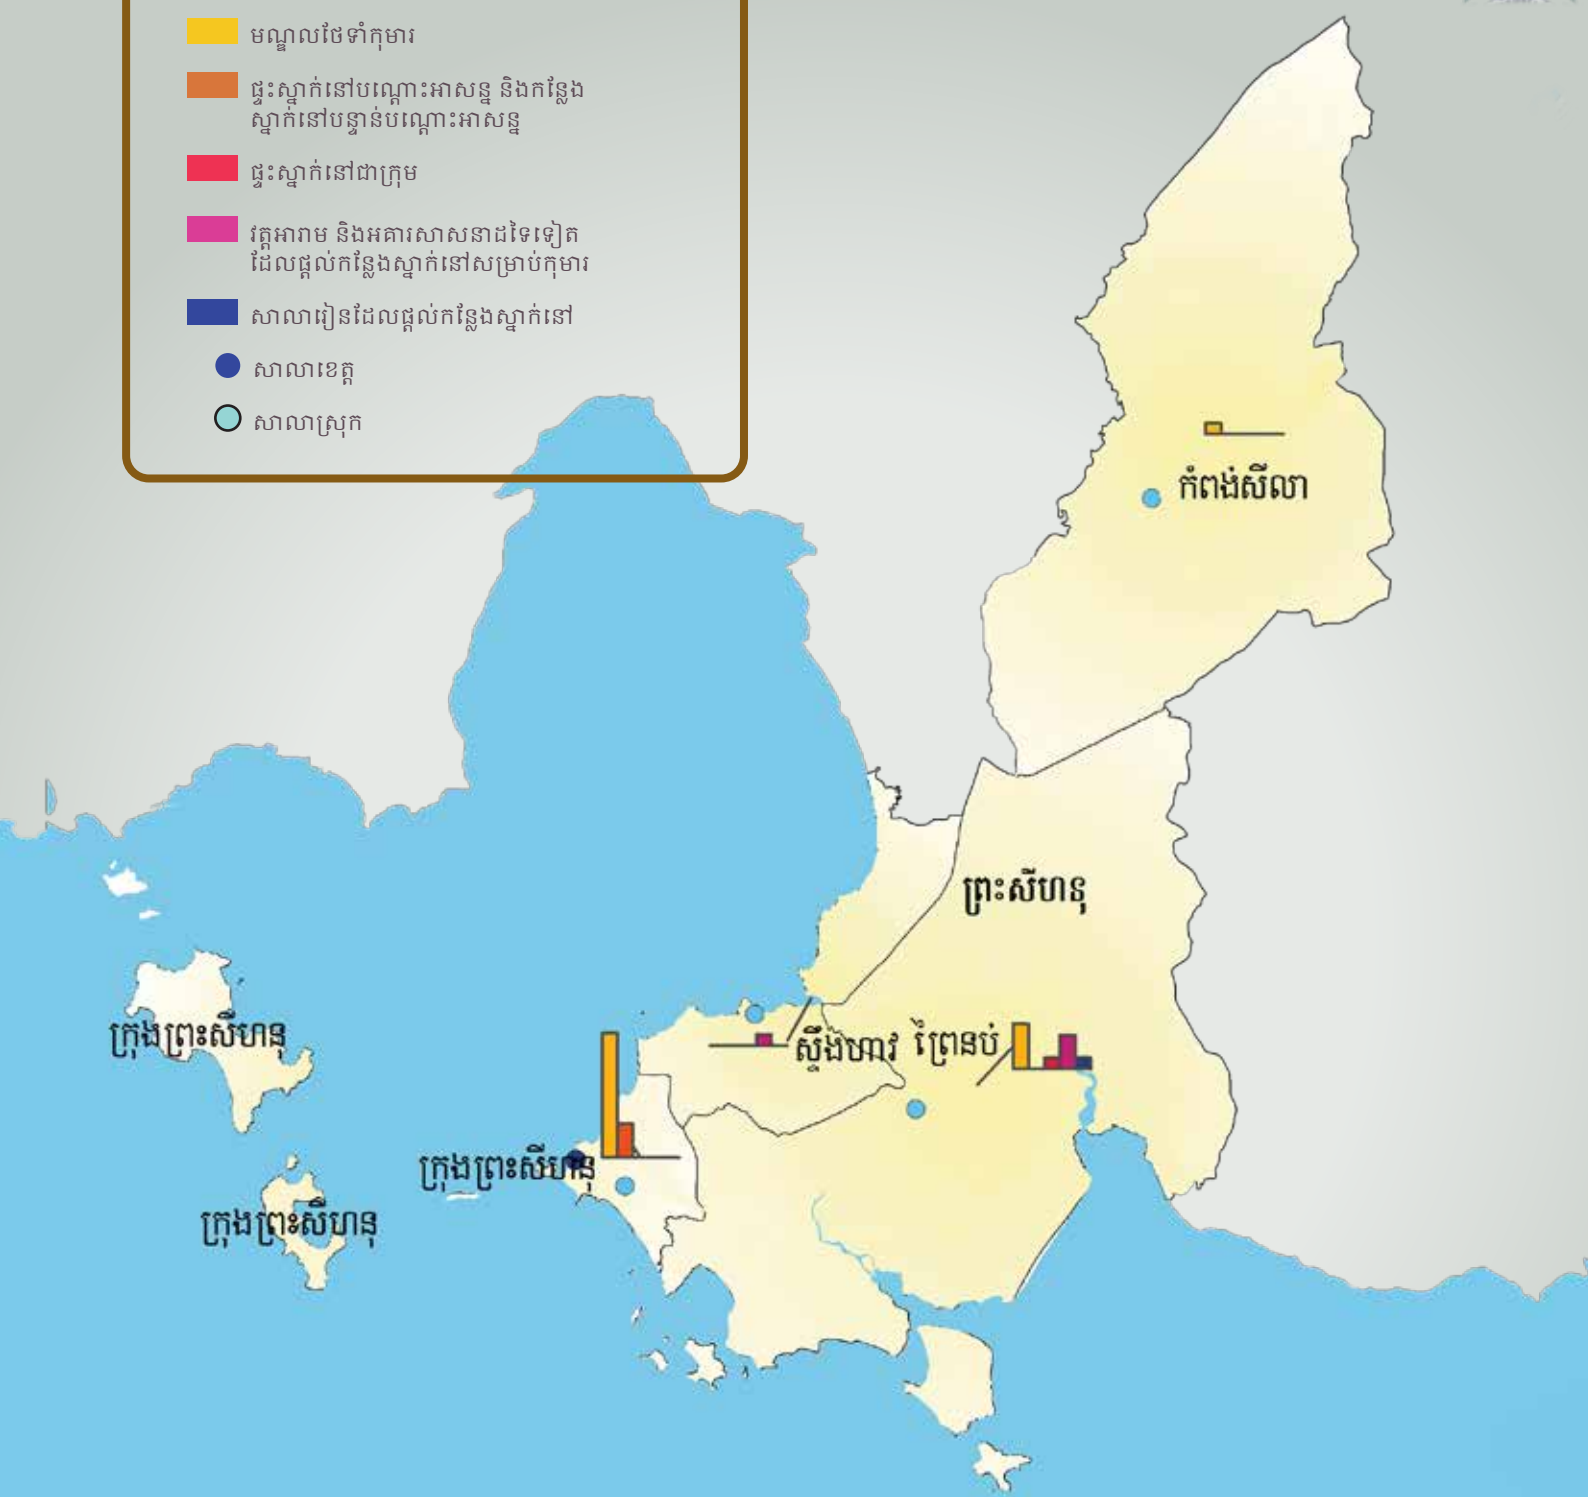 មណ្ឌលថែទាំកុមារ
ផ្ទះស្នាក់នៅបណ្តោះអាសន្ន និងកន្លែង
ស្នាក់នៅបន្ទាន់បណ្តោះអាសន្ន
ផ្ទះស្នាក់នៅជាក្រុម
វត្តអារាម និងអគារសាសនាដទៃទៀត
ដែលផ្តល់កន្លែងស្នាក់នៅសម្រាប់កុមារ
សាលារៀនដែលផ្តល់កន្លែងស្នាក់នៅ
សាលាខេត្ត
សាលាស្រុក
កំពង់សីលា
ព្រះសីហនុ
ក្រុងព្រះសីហនុ
ស្ទឹងហាវ
ព្រៃនប់
ក្រុងព្រះសីហនុ
ក្រុងព្រះសីហនុ